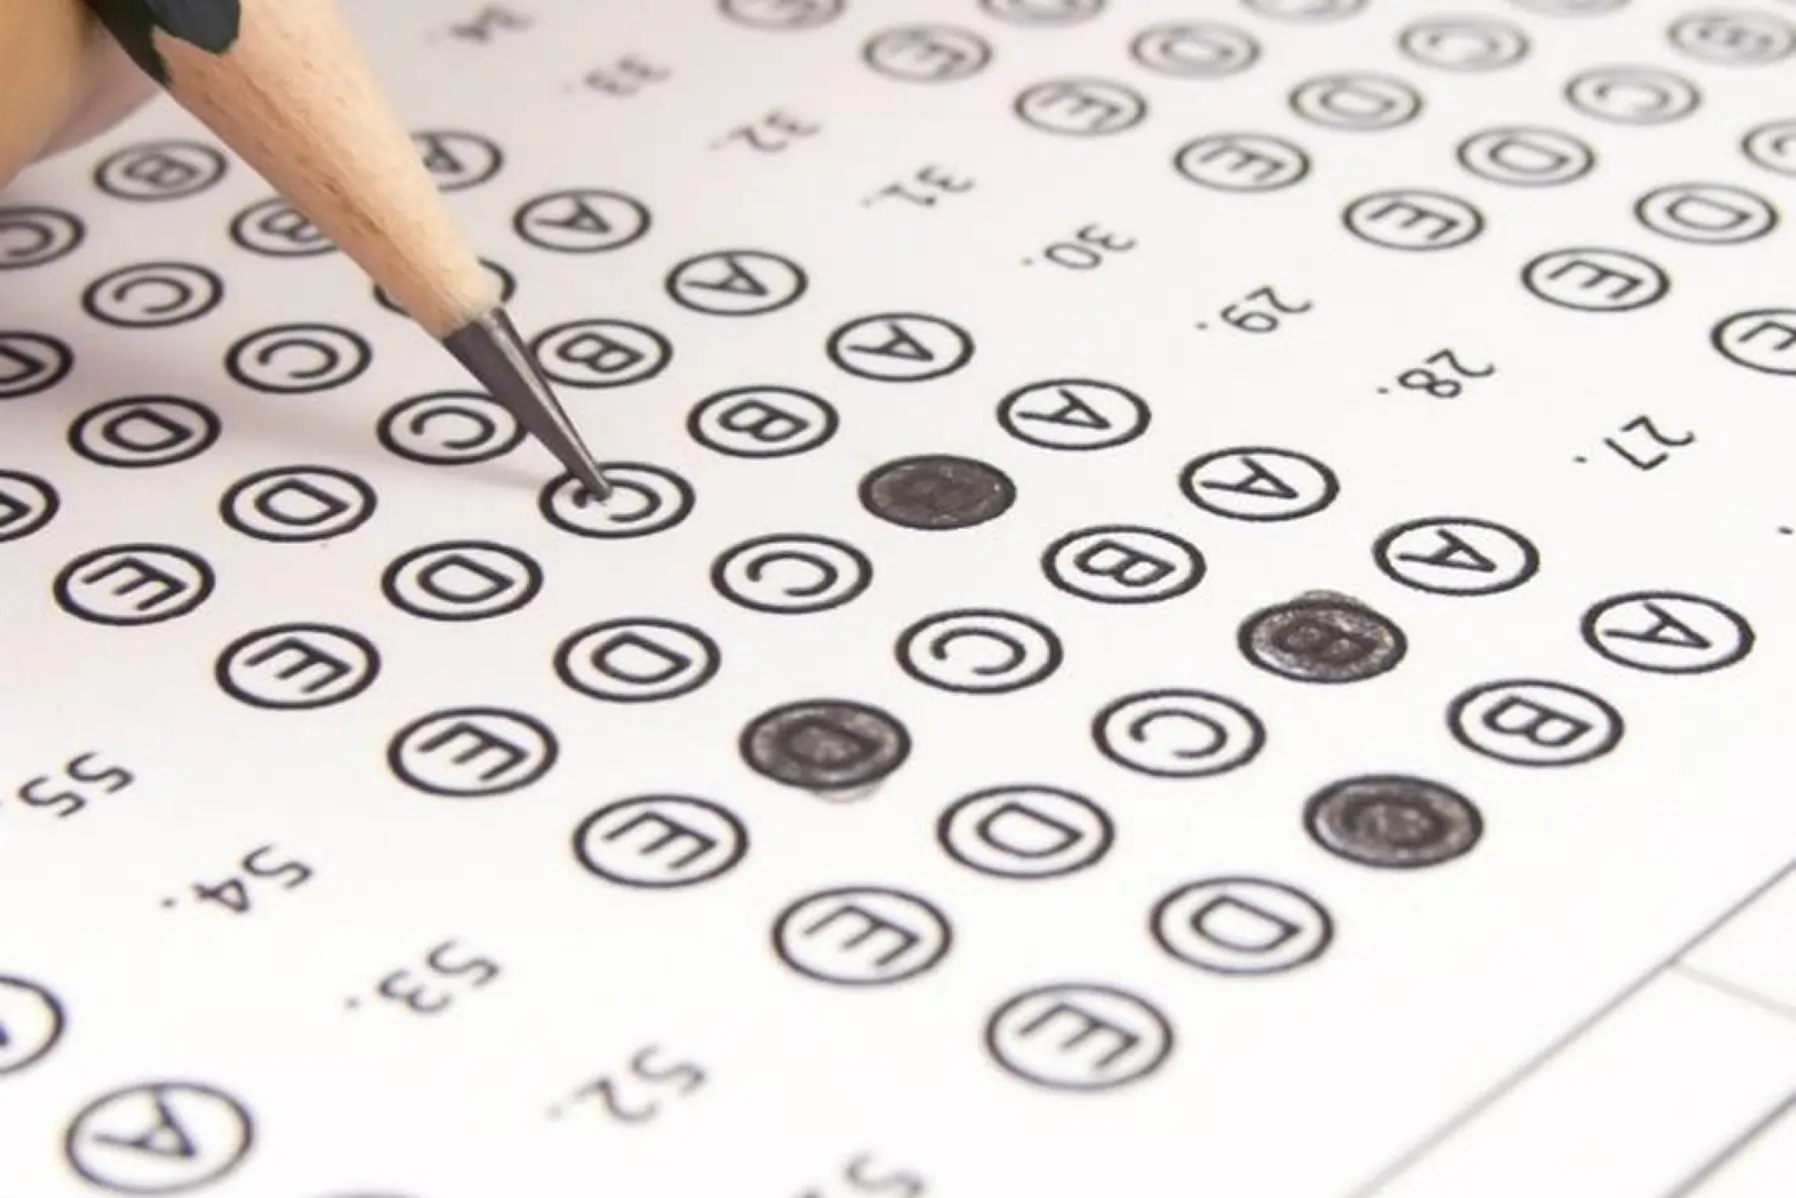 A B C D E
E 27. A B C D E 52.
C D E 28. A B C D E 53. A
B C D E 29. A B C D E 54.
C D E 30. A B C D E 55.
D E 31. A B C D E
E 32. A C D
33. A B C D
34. B C